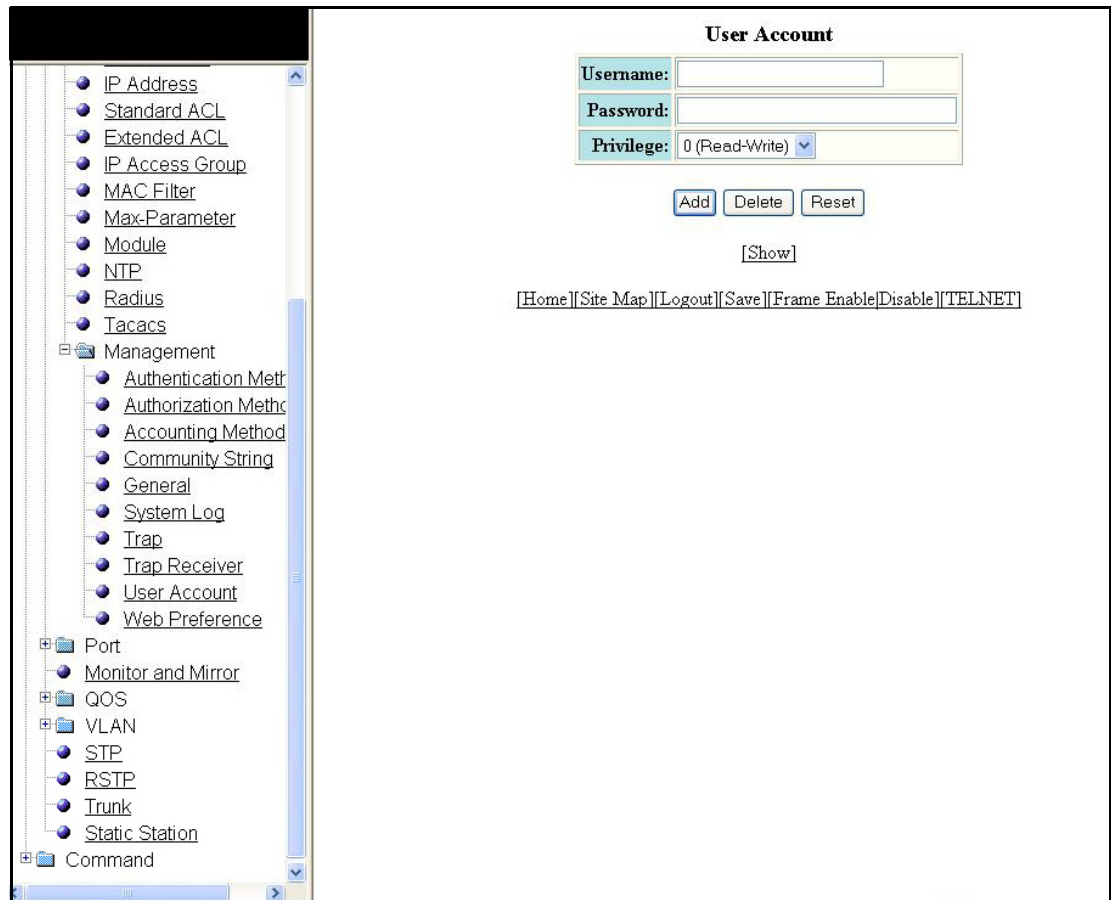 IP Address
Standard ACL
Extended ACL
IP Access Group
MAC Filter
Max-Parameter
Module
NTP
Radius
Tacacs
Management
Authentication Meth
Authorization Metho
Accounting Method
Community String
General
System Log
Trap
Trap Receiver
User Account
Web Preference
Port
Monitor and Mirror
QOS
VLAN
STP
RSTP
Trunk
Static Station
Command
User Account
Username:
Password:
Privilege: 0 (Read-Write)
Add Delete Reset
[Show]
[Home][Site Map][Logout][Save][Frame Enable|Disable][TELNET]